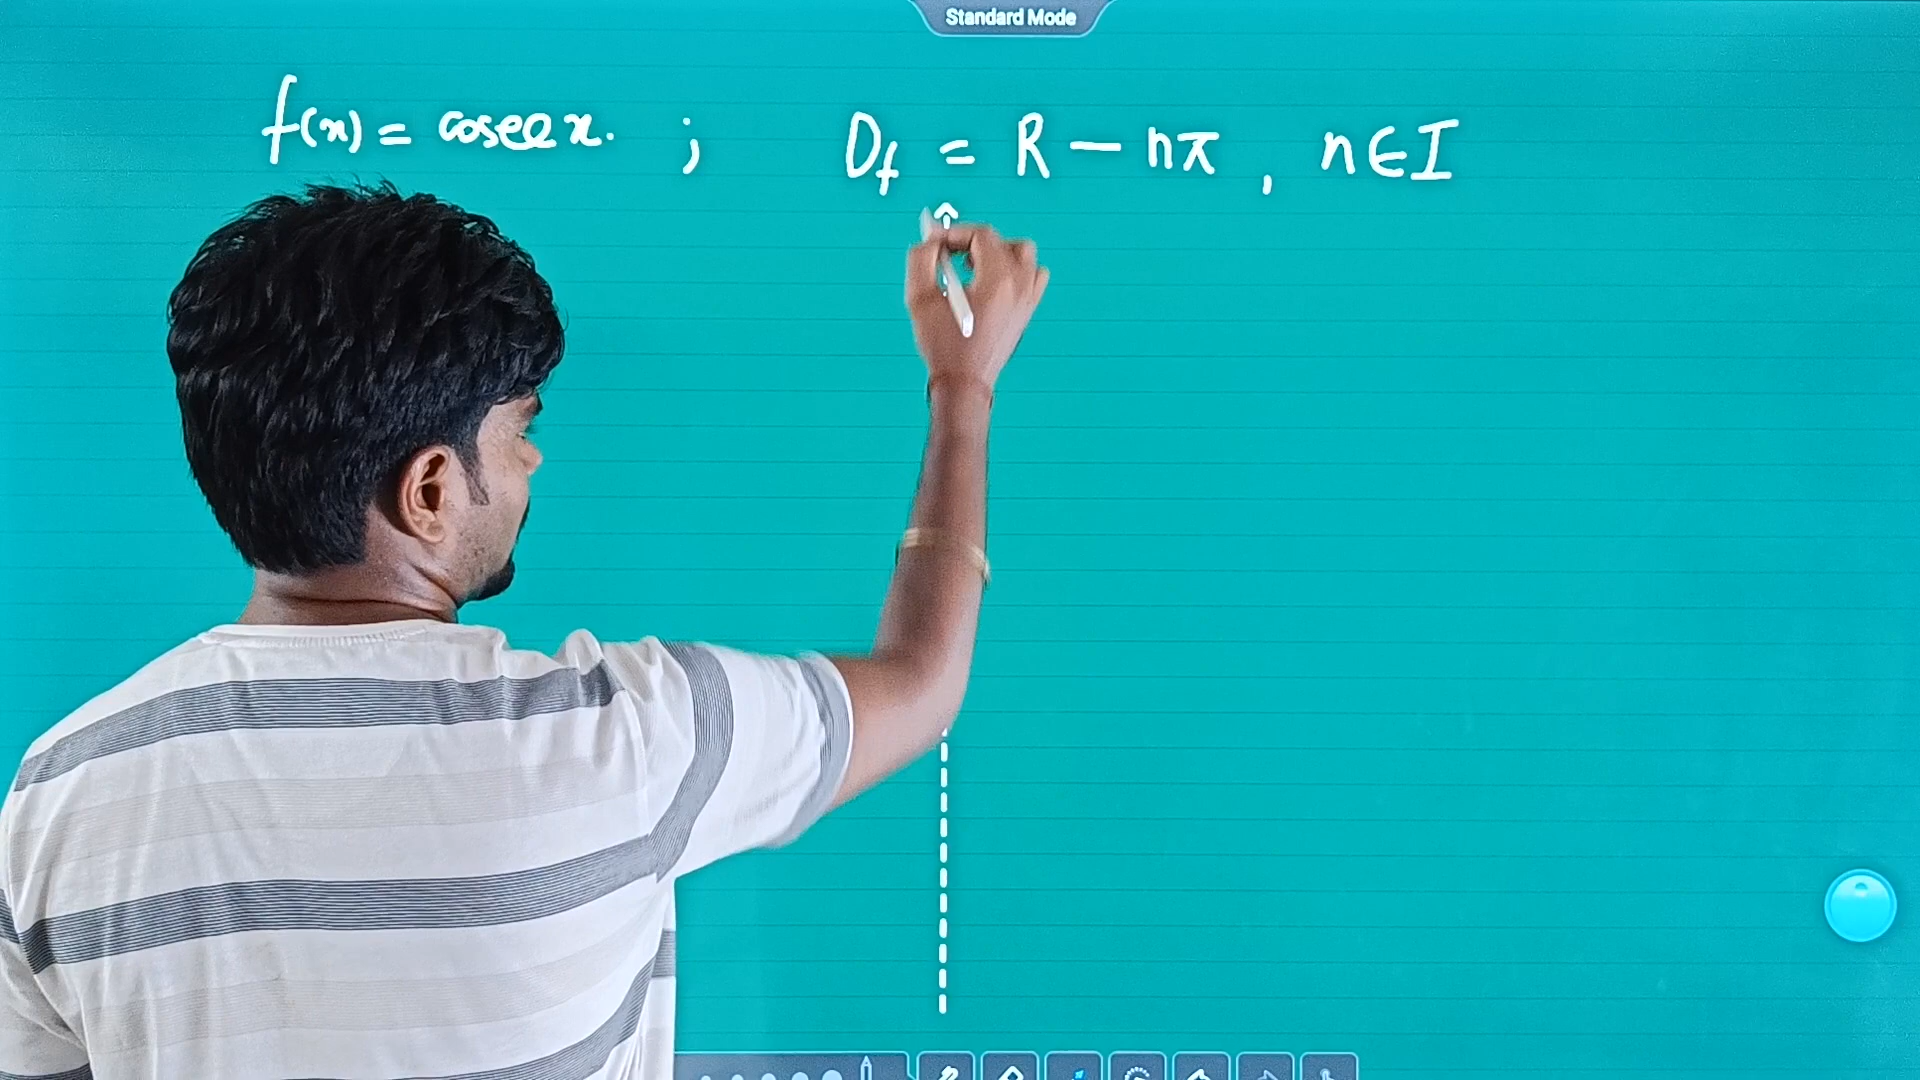 Standard Mode
f(x) = cosec x. ; Df = R - nπ, n∈I